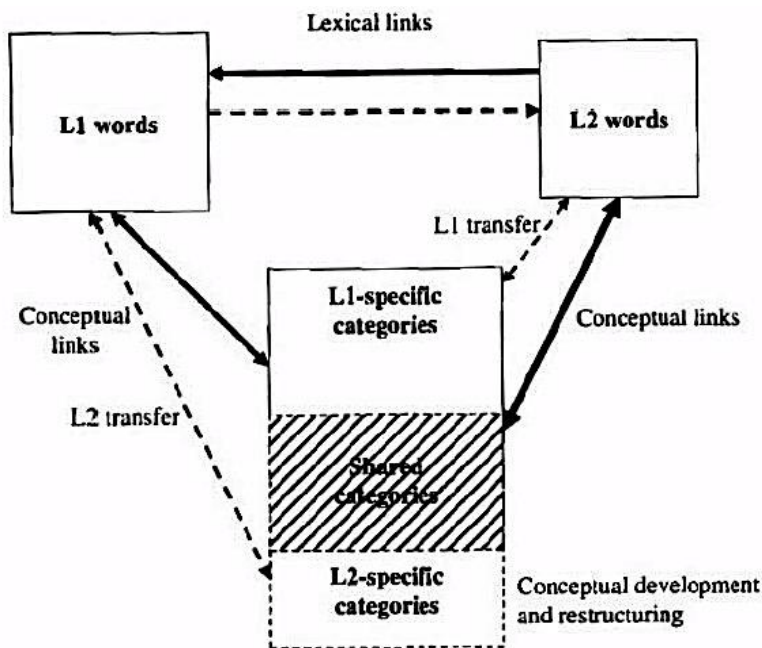 Lexical links
L1 words
L2 words
L1 transfer
L1-specific
categories
Conceptual
links
Conceptual links
L2 transfer
Shared
categories
L2-specific
categories
Conceptual development
and restructuring